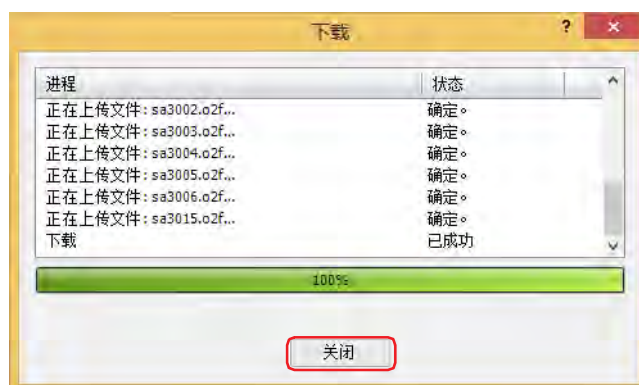 下载
进程 状态
正在上传文件: sa3002.o2f... 确定。
正在上传文件: sa3003.o2f... 确定。
正在上传文件: sa3004.o2f... 确定。
正在上传文件: sa3005.o2f... 确定。
正在上传文件: sa3006.o2f... 确定。
正在上传文件: sa3015.o2f... 确定。
下载 已成功
100%
关闭